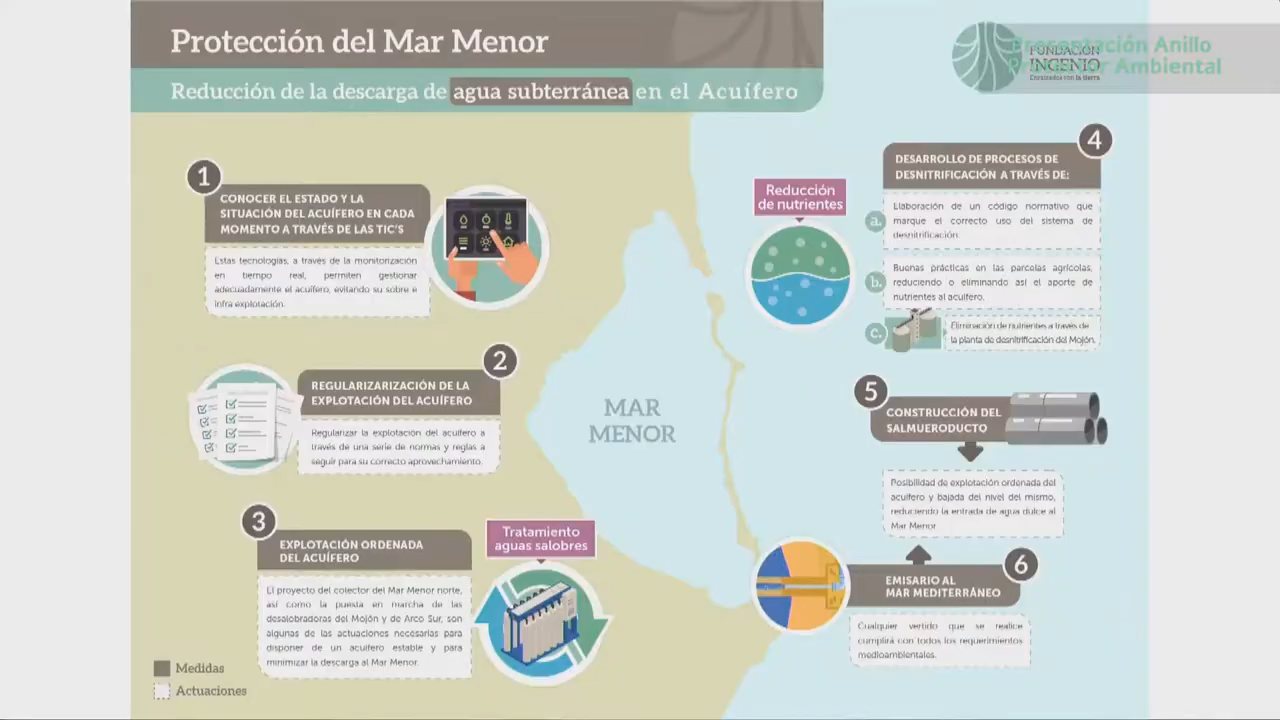 Protección del Mar Menor
Reducción de la descarga de agua subterránea en el Acuífero
Presentación Anillo
Protector Ambiental
FUNDACIÓN
INGENIO
Enraizados con la tierra
1
CONOCER EL ESTADO Y LA
SITUACIÓN DEL ACUÍFERO EN CADA
MOMENTO A TRAVÉS DE LAS TIC'S
Estas tecnologías, a través de la monitorización
en tiempo real, permiten gestionar
adecuadamente el acuífero, evitando su sobre e
infra explotación.
2
REGULARIZARIZACIÓN DE LA
EXPLOTACIÓN DEL ACUÍFERO
Regularizar la explotación del acuífero a
través de una serie de normas y reglas a
seguir para su correcto aprovechamiento.
3
EXPLOTACIÓN ORDENADA
DEL ACUÍFERO
El proyecto del colector del Mar Menor norte,
así como la puesta en marcha de las
desalobradoras del Mojón y de Arco Sur, son
algunas de las actuaciones necesarias para
disponer de un acuífero estable y para
minimizar la descarga al Mar Menor.
Tratamiento
aguas salobres
Medidas
Actuaciones
MAR
MENOR
Reducción
de nutrientes
4
DESARROLLO DE PROCESOS DE
DESNITRIFICACIÓN A TRAVÉS DE:
a.
Elaboración de un código normativo que
marque el correcto uso del sistema de
desnitrificación.
b.
Buenas prácticas en las parcelas agrícolas,
reduciendo o eliminando así el aporte de
nutrientes al acuífero.
c.
Eliminación de nutrientes a través de
la planta de desnitrificación del Mojón.
5
CONSTRUCCIÓN DEL
SALMUERODUCTO
Posibilidad de explotación ordenada del
acuífero y bajada del nivel del mismo,
reduciendo la entrada de agua dulce al
Mar Menor
6
EMISARIO AL
MAR MEDITERRÁNEO
Cualquier vertido que se realice
cumplirá con todos los requerimientos
medioambientales.